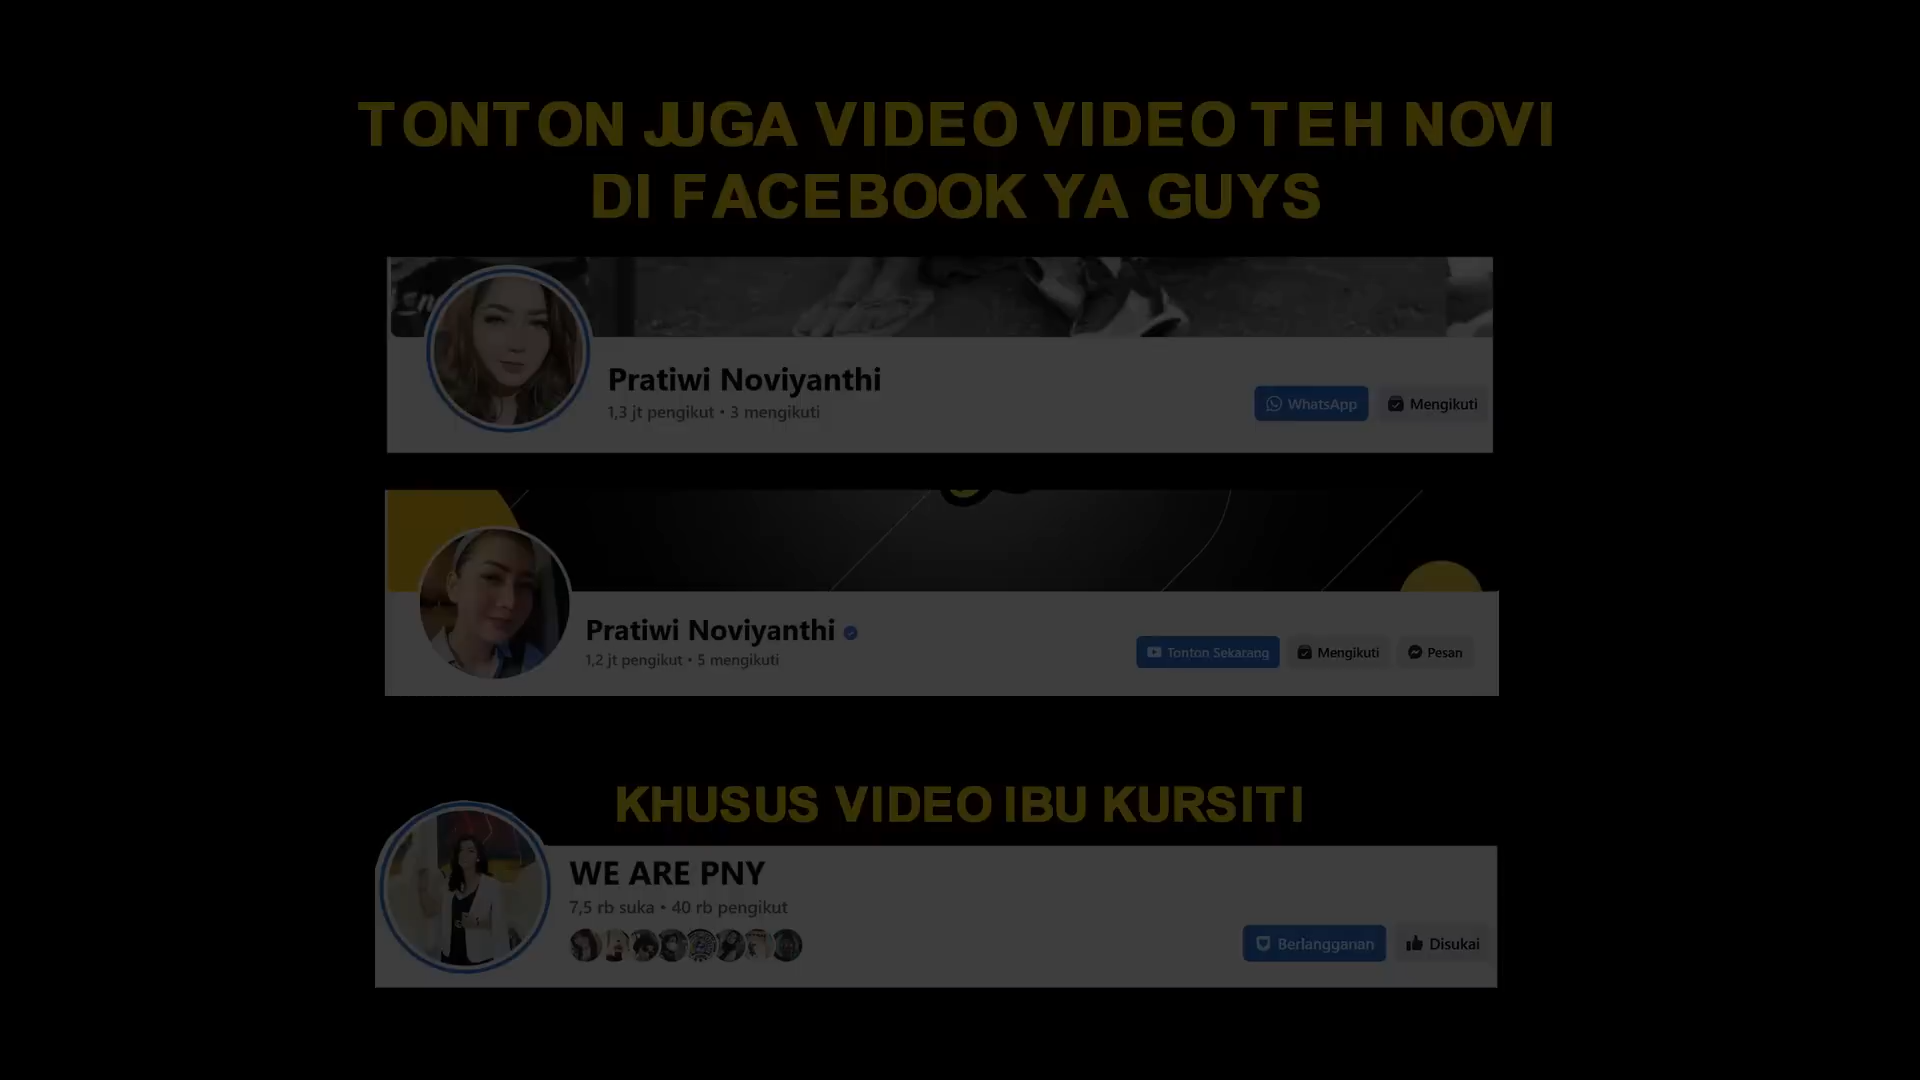 TONTON JUGA VIDEO VIDEO TEH NOVI
DI FACEBOOK YA GUYS
Pratiwi Noviyanthi
1,3 jt pengikut • 3 mengikuti
WhatsApp
Mengikuti
Pratiwi Noviyanthi
1,2 jt pengikut • 5 mengikuti
Tonton Sekarang
Mengikuti
Pesan
KHUSUS VIDEO IBU KURSITI
WE ARE PNY
7,5 rb suka • 40 rb pengikut
Berlangganan
Disukai